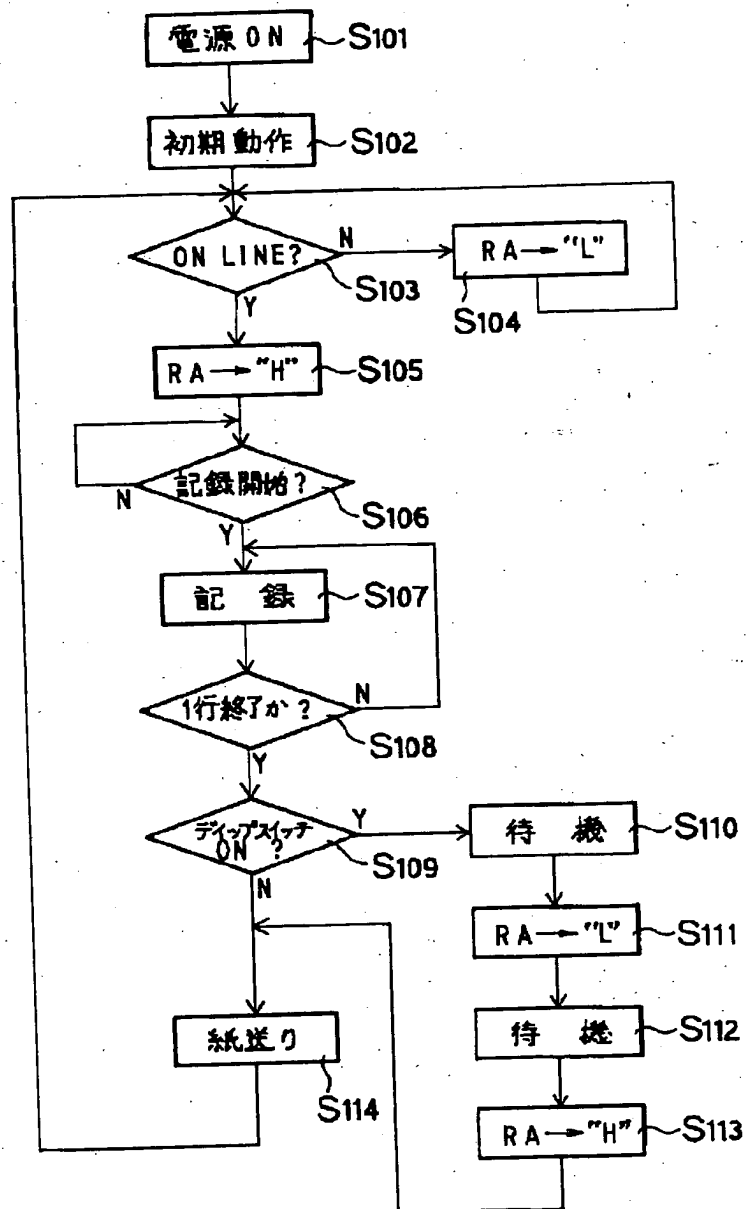 電源ON
S101
初期動作
S102
ON LINE?
N
Y
S103
RA→"L"
S104
RA→"H"
S105
記録開始?
N
Y
S106
記 録
S107
1行終了か?
N
Y
S108
ディップスイッチ
ON ?
Y
N
S109
待 機
S110
RA→"L"
S111
待 機
S112
RA→"H"
S113
紙送り
S114